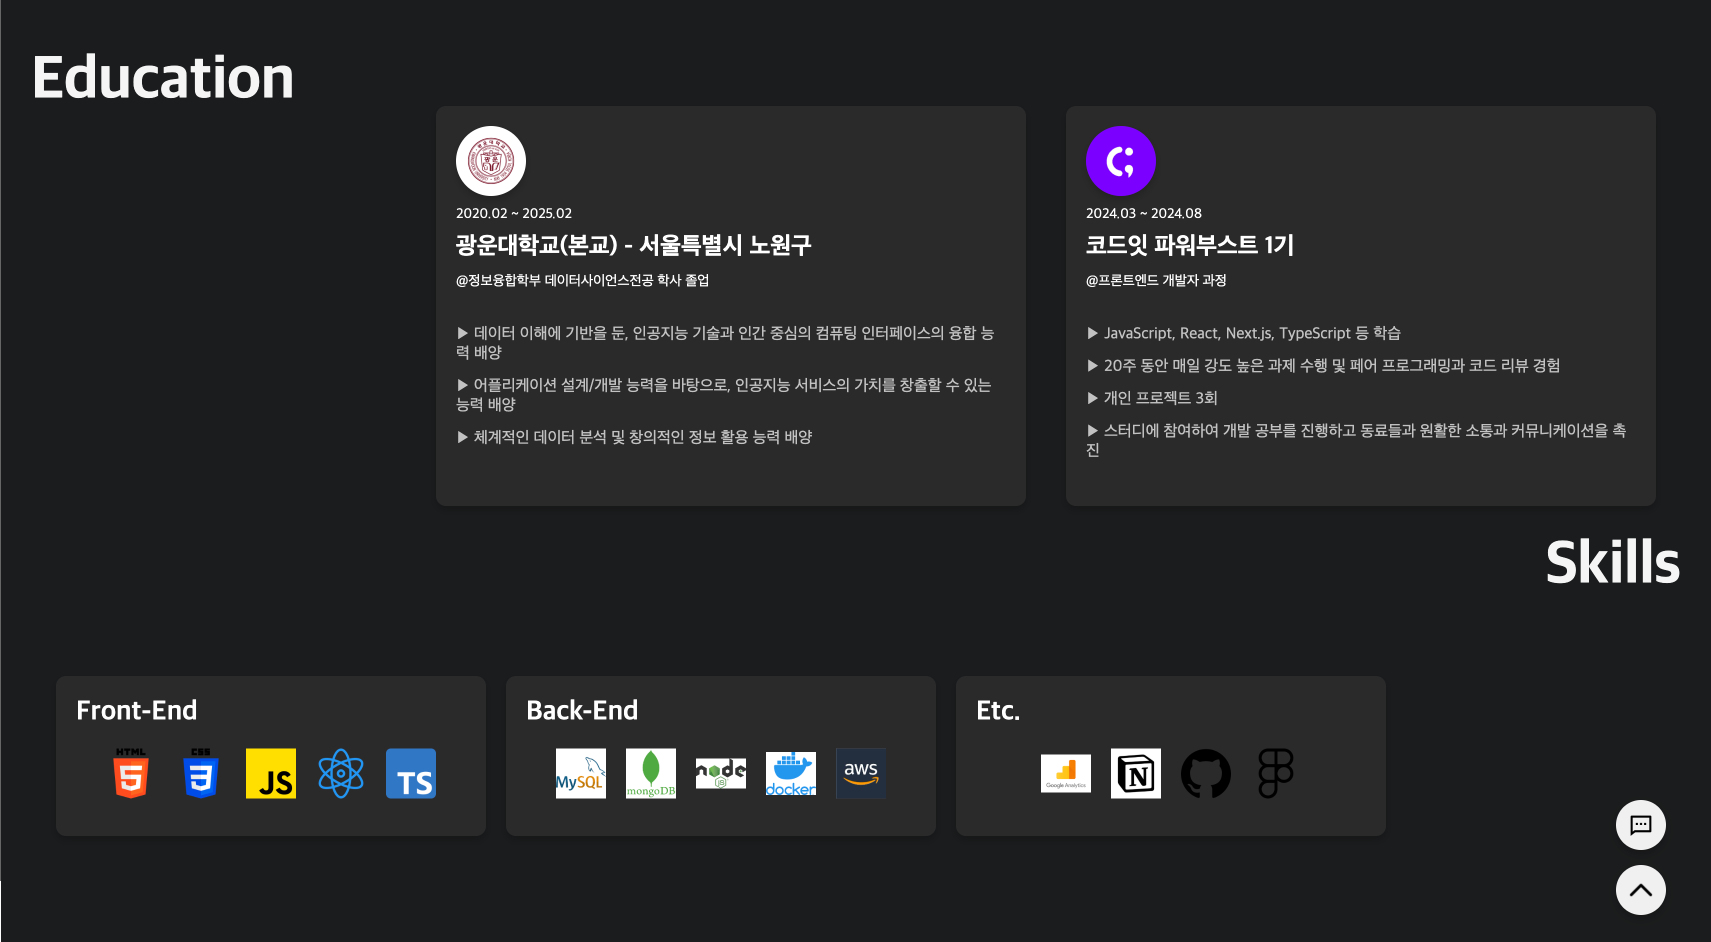 Education
2020.02 ~ 2025.02
광운대학교(본교) - 서울특별시 노원구
@정보융합학부 데이터사이언스전공 학사 졸업
▶ 데이터 이해에 기반을 둔, 인공지능 기술과 인간 중심의 컴퓨팅 인터페이스의 융합 능
력 배양
▶ 어플리케이션 설계/개발 능력을 바탕으로, 인공지능 서비스의 가치를 창출할 수 있는
능력 배양
▶ 체계적인 데이터 분석 및 창의적인 정보 활용 능력 배양
2024.03 ~ 2024.08
코드잇 파워부스트 1기
@프론트엔드 개발자 과정
▶ JavaScript, React, Next.js, TypeScript 등 학습
▶ 20주 동안 매일 강도 높은 과제 수행 및 페어 프로그래밍과 코드 리뷰 경험
▶ 개인 프로젝트 3회
▶ 스터디에 참여하여 개발 공부를 진행하고 동료들과 원활한 소통과 커뮤니케이션을 촉
진
Skills
Front-End
HTML
CSS
JS
TS
Back-End
MySQL
mongoDB
node
JS
docker
aws
Etc.
Google Analytics
N